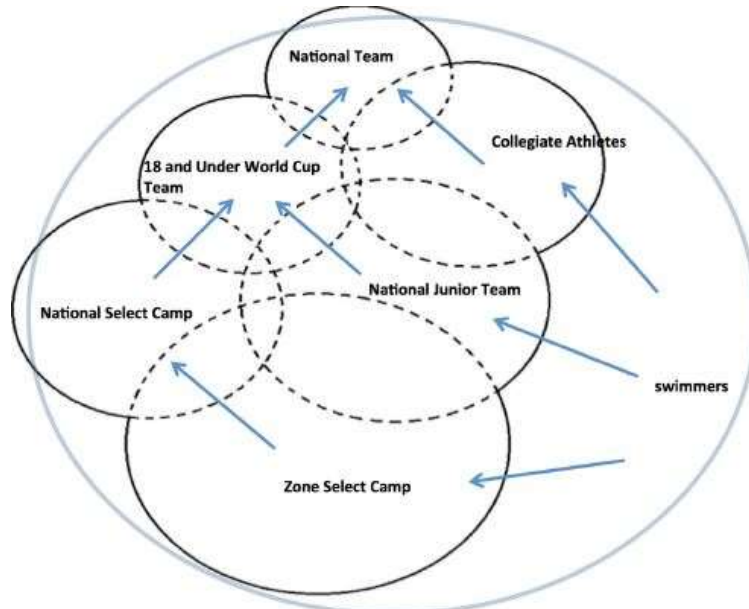 National Team
Collegiate Athletes
18 and Under World Cup
Team
National Junior Team
National Select Camp
swimmers
Zone Select Camp